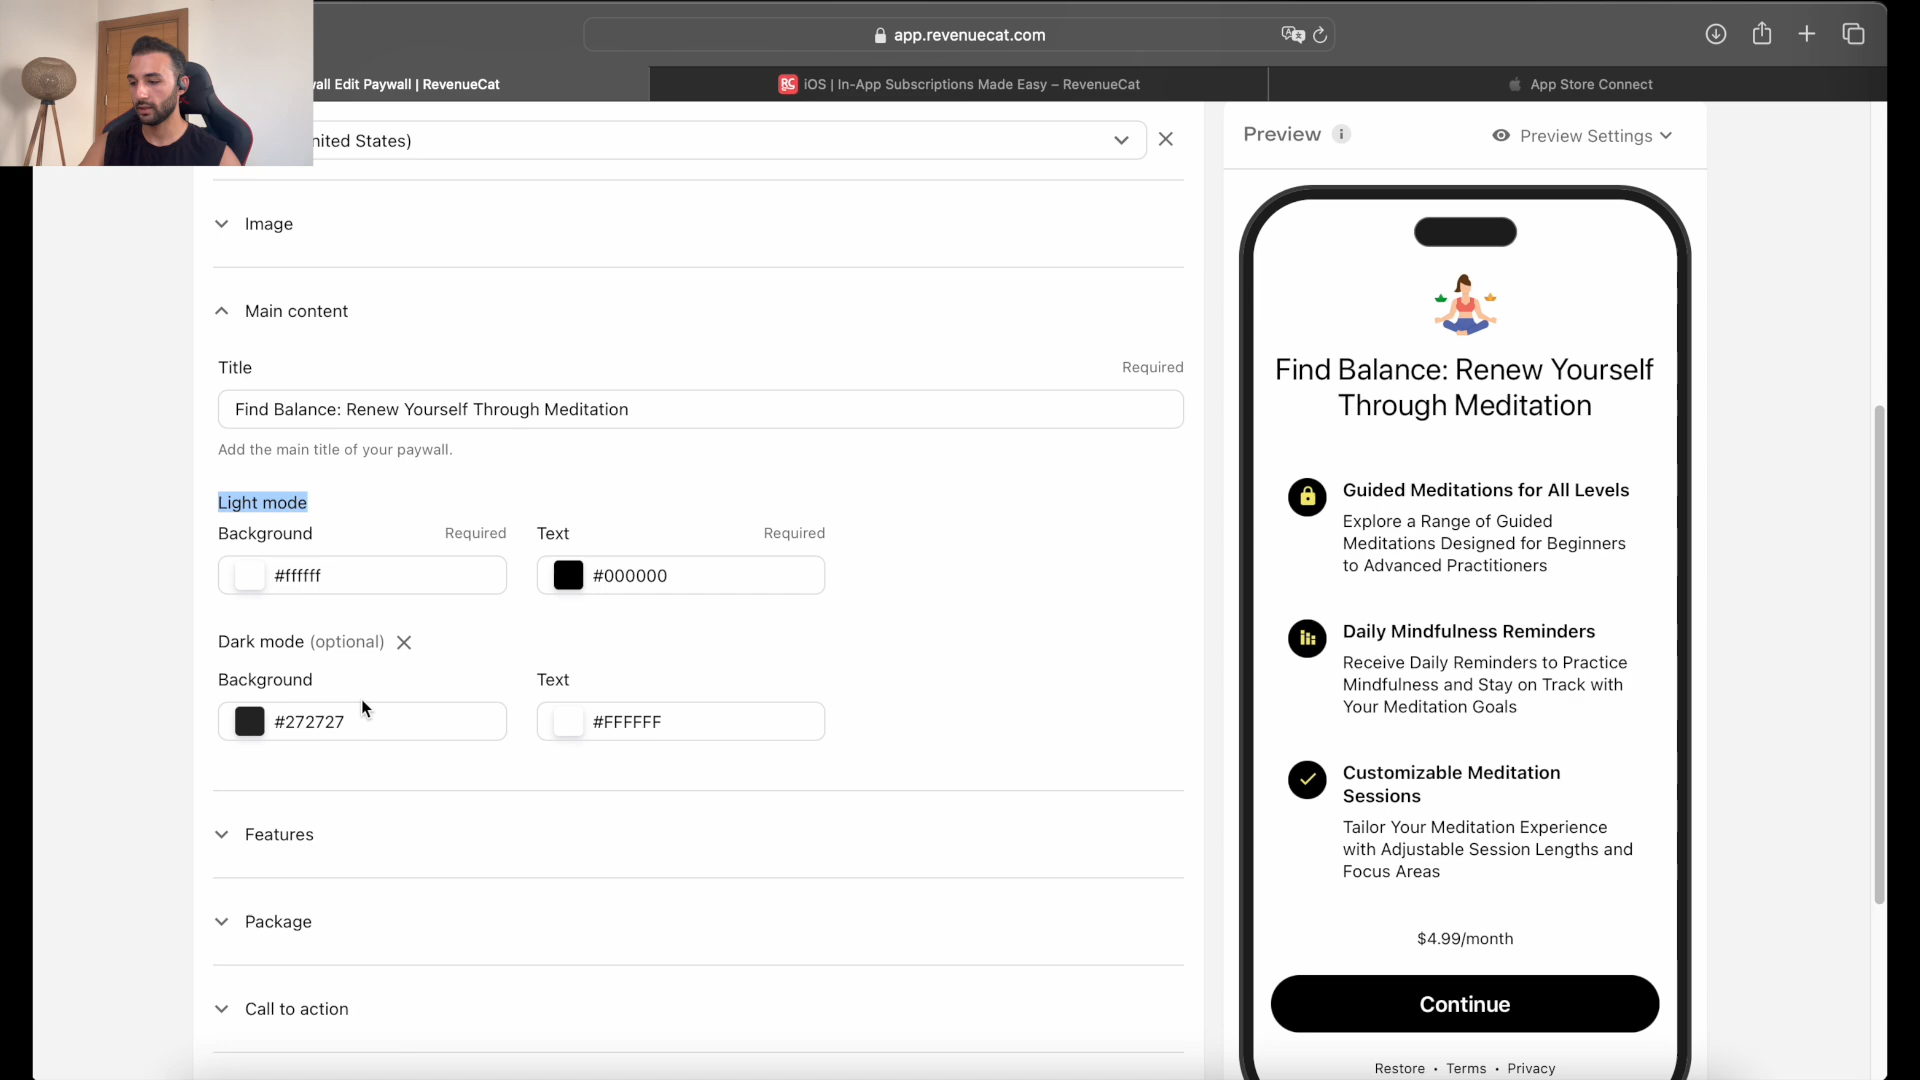 app.revenuecat.com
wall Edit Paywall | RevenueCat
RC iOS | In-App Subscriptions Made Easy – RevenueCat
App Store Connect
nited States)
Preview i
Preview Settings
Image
Main content
Title Required
Find Balance: Renew Yourself Through Meditation
Add the main title of your paywall.
Light mode
Background Required Text Required
#ffffff #000000
Dark mode (optional)
Background Text
#272727 #FFFFFF
Features
Package
Call to action
Find Balance: Renew Yourself
Through Meditation
Guided Meditations for All Levels
Explore a Range of Guided
Meditations Designed for Beginners
to Advanced Practitioners
Daily Mindfulness Reminders
Receive Daily Reminders to Practice
Mindfulness and Stay on Track with
Your Meditation Goals
Customizable Meditation
Sessions
Tailor Your Meditation Experience
with Adjustable Session Lengths and
Focus Areas
$4.99/month
Continue
Restore • Terms • Privacy